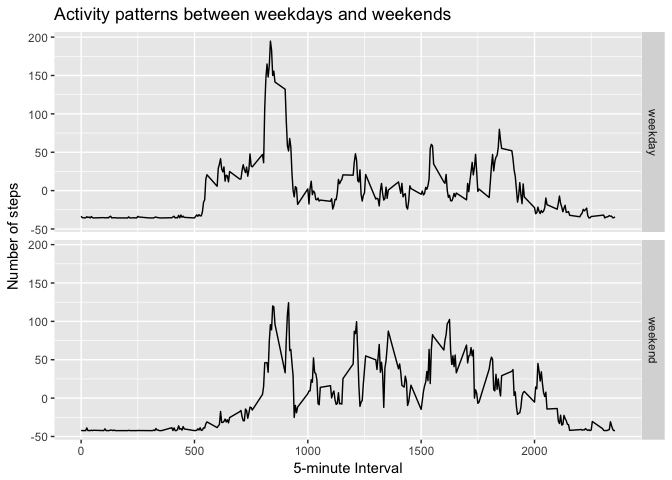 Activity patterns between weekdays and weekends
Number of steps
200
150
100
50
0
-50
weekday
200
150
100
50
0
-50
weekend
0 500 1000 1500 2000
5-minute Interval